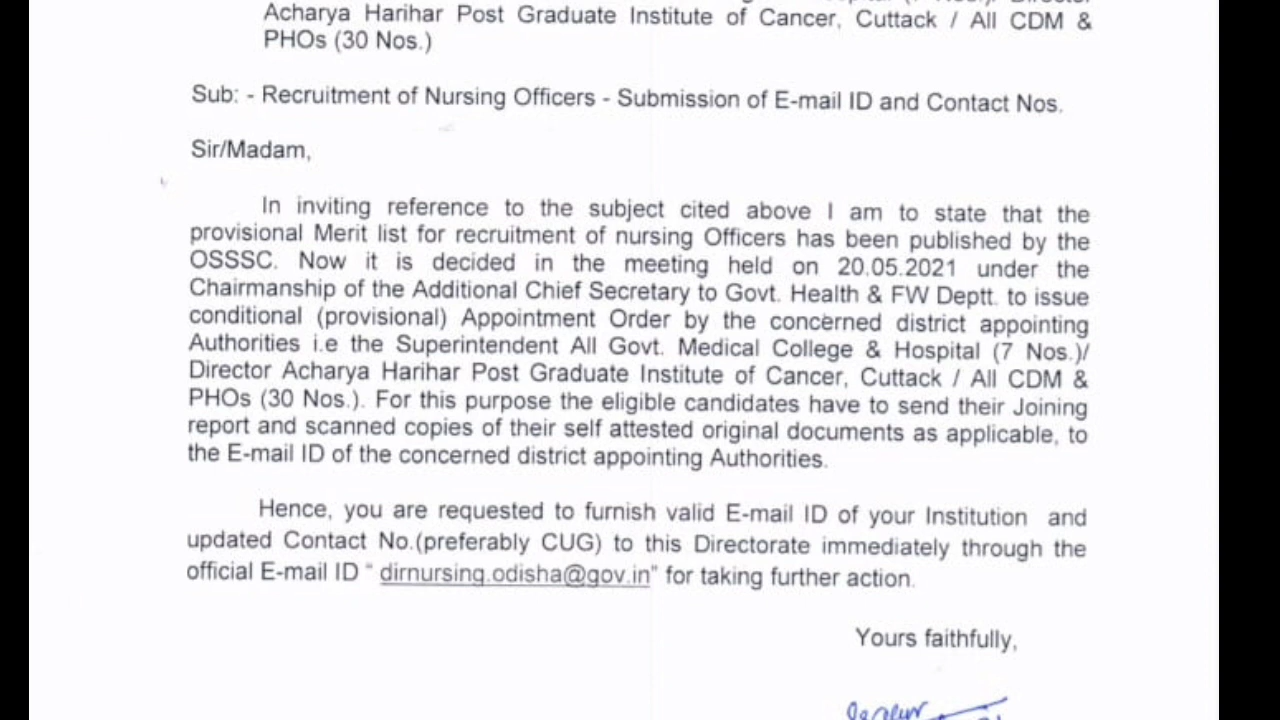 Acharya Harihar Post Graduate Institute of Cancer, Cuttack / All CDM &
PHOs (30 Nos.)
Sub: - Recruitment of Nursing Officers - Submission of E-mail ID and Contact Nos.
Sir/Madam,
In inviting reference to the subject cited above I am to state that the
provisional Merit list for recruitment of nursing Officers has been published by the
OSSSC. Now it is decided in the meeting held on 20.05.2021 under the
Chairmanship of the Additional Chief Secretary to Govt. Health & FW Deptt. to issue
conditional (provisional) Appointment Order by the concerned district appointing
Authorities i.e the Superintendent All Govt. Medical College & Hospital (7 Nos.)/
Director Acharya Harihar Post Graduate Institute of Cancer, Cuttack / All CDM &
PHOs (30 Nos.). For this purpose the eligible candidates have to send their Joining
report and scanned copies of their self attested original documents as applicable, to
the E-mail ID of the concerned district appointing Authorities.
Hence, you are requested to furnish valid E-mail ID of your Institution and
updated Contact No.(preferably CUG) to this Directorate immediately through the
official E-mail ID “ dirnursing.odisha@gov.in” for taking further action.
Yours faithfully,